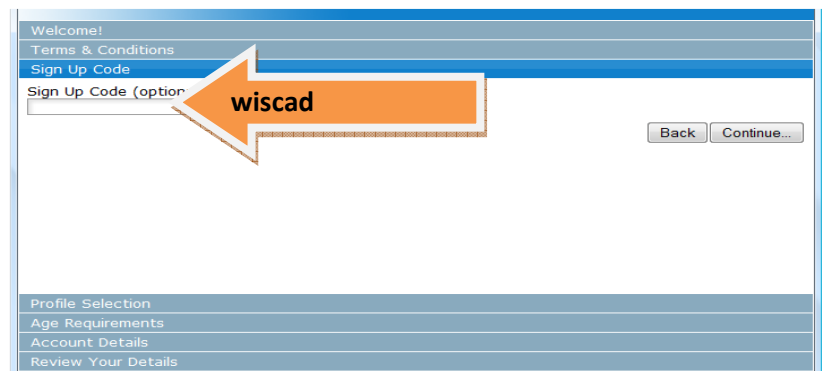 Welcome!
Terms & Conditions
Sign Up Code
Sign Up Code (option
wiscad
Back Continue...
Profile Selection
Age Requirements
Account Details
Review Your Details